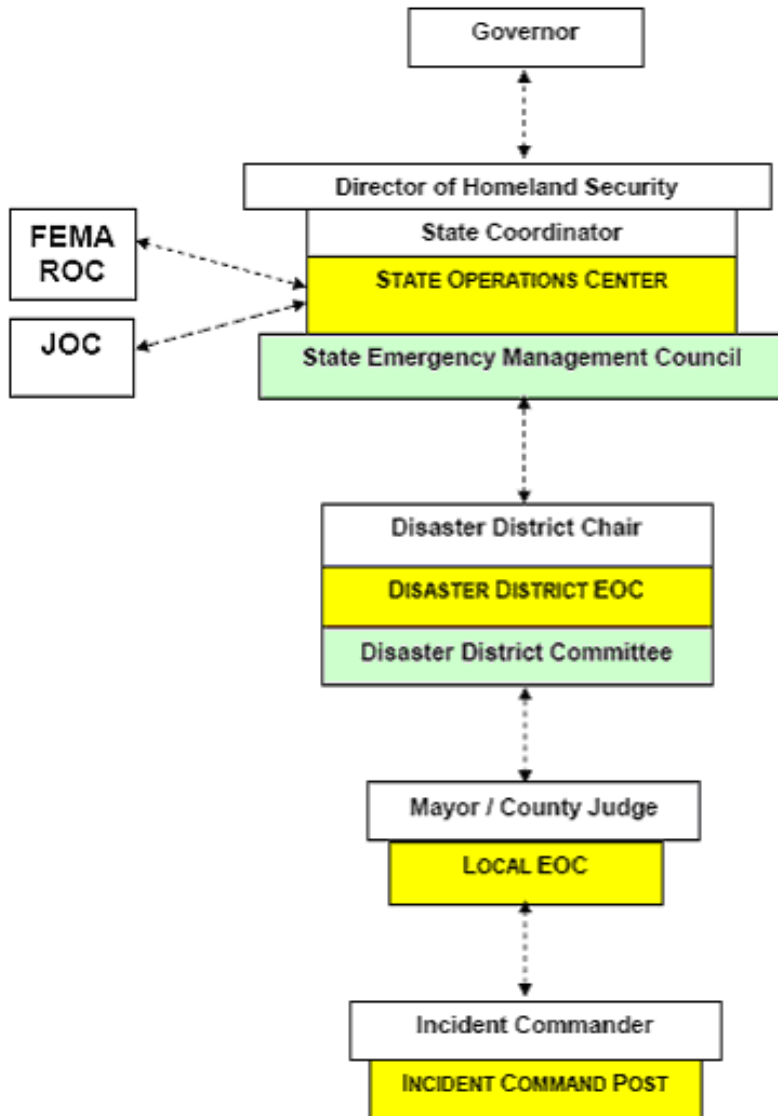 Governor
Director of Homeland Security
State Coordinator
STATE OPERATIONS CENTER
State Emergency Management Council
FEMA
ROC
JOC
Disaster District Chair
DISASTER DISTRICT EOC
Disaster District Committee
Mayor / County Judge
LOCAL EOC
Incident Commander
INCIDENT COMMAND POST